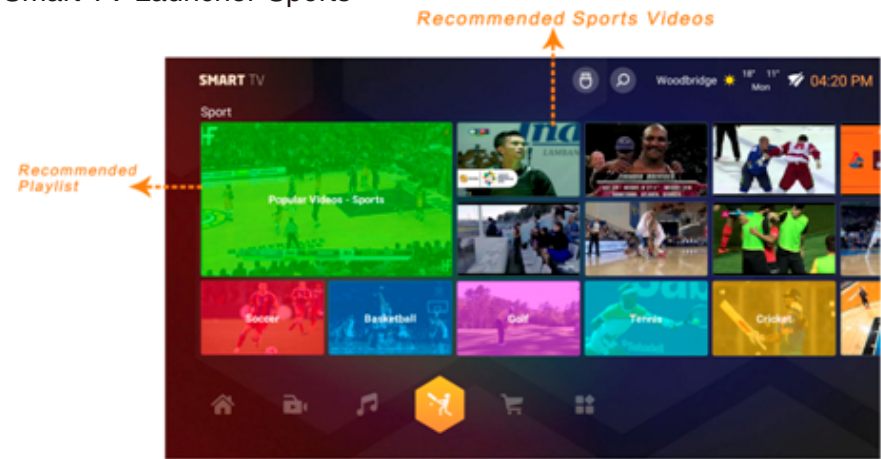 Smart TV Launcher Sports
Recommended Sports Videos
SMART TV
Woodbridge
18° 11°
Mon
04:20 PM
Sport
Recommended
Playlist
Popular Videos - Sports
Soccer
Basketball
Golf
Tennis
Cricket